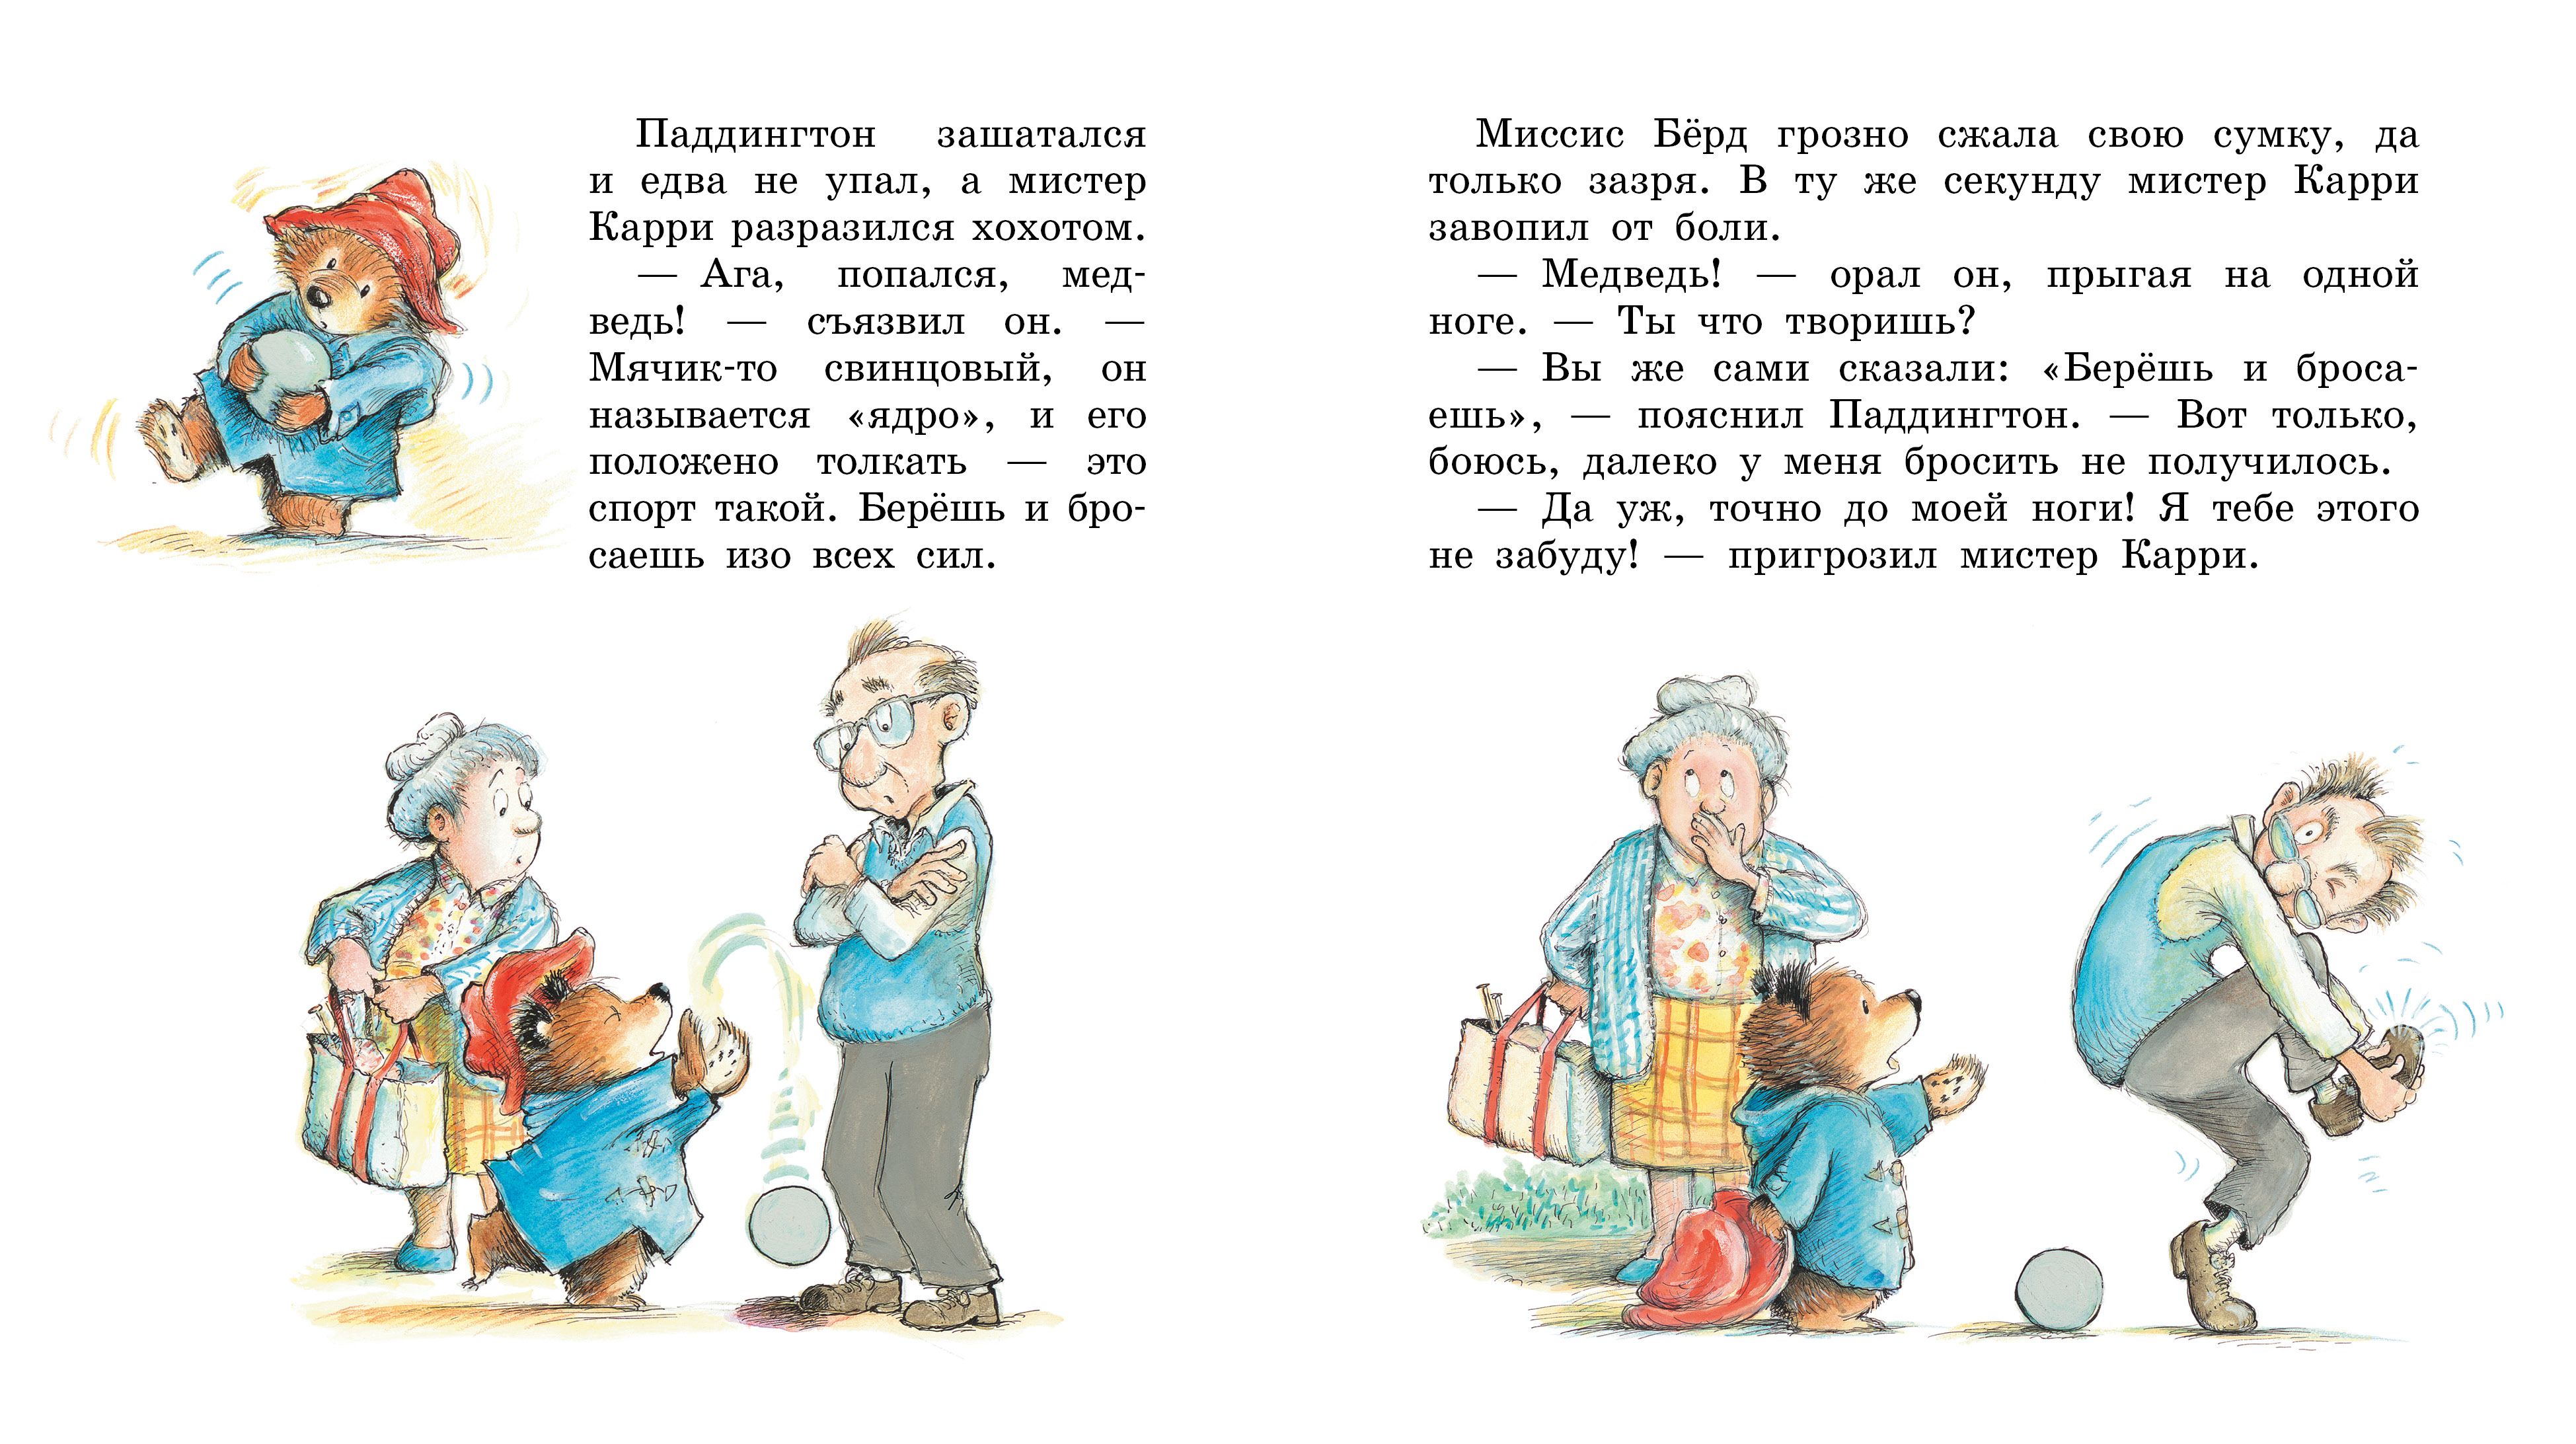 Паддингтон зашатался
и едва не упал, а мистер
Карри разразился хохотом.
— Ага, попался, мед-
ведь! — съязвил он. —
Мячик-то свинцовый, он
называется «ядро», и его
положено толкать — это
спорт такой. Берёшь и бро-
саешь изо всех сил.
Миссис Бёрд грозно сжала свою сумку, да
только зазря. В ту же секунду мистер Карри
завопил от боли.
— Медведь! — орал он, прыгая на одной
ноге. — Ты что творишь?
— Вы же сами сказали: «Берёшь и броса-
ешь», — пояснил Паддингтон. — Вот только,
боюсь, далеко у меня бросить не получилось.
— Да уж, точно до моей ноги! Я тебе этого
не забуду! — пригрозил мистер Карри.